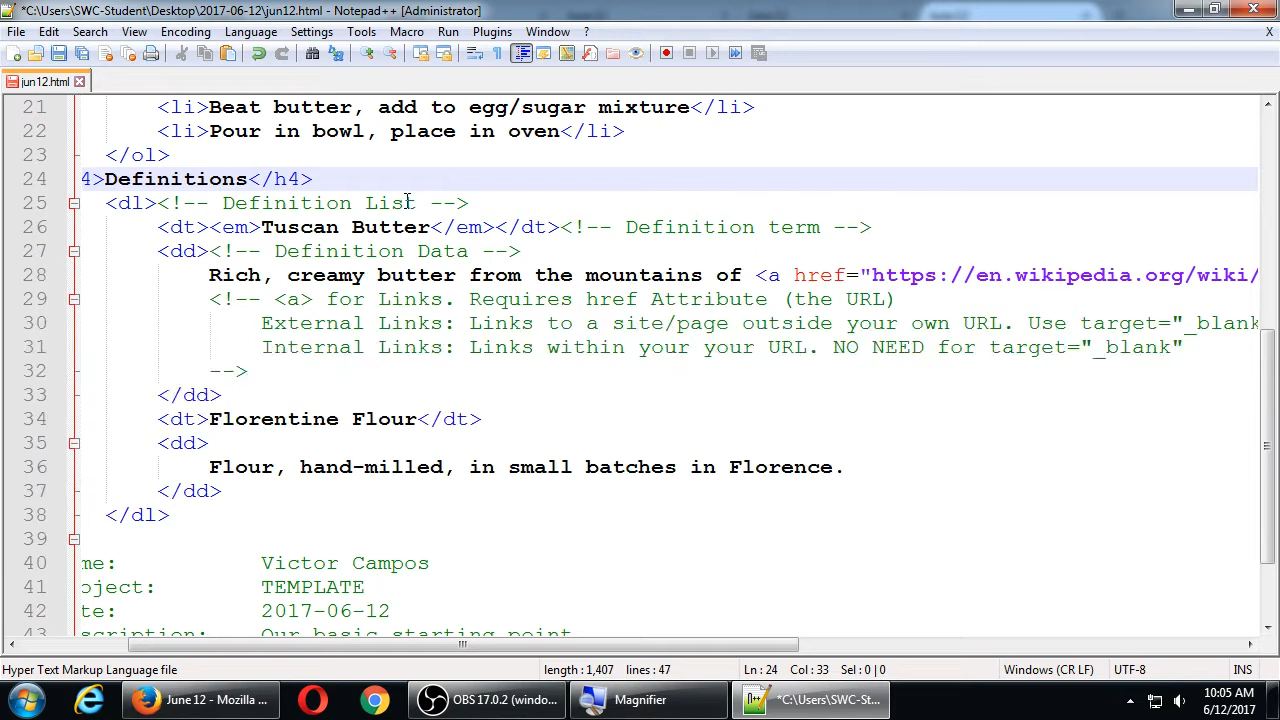 *C:\Users\SWC-Student\Desktop\2017-06-12\jun12.html - Notepad++ [Administrator]
File Edit Search View Encoding Language Settings Tools Macro Run Plugins Window ? X
jun12.html
21 <li>Beat butter, add to egg/sugar mixture</li>
22 <li>Pour in bowl, place in oven</li>
23 </ol>
24 4>Definitions</h4>
25 <dl><!-- Definition List -->
26 <dt><em>Tuscan Butter</em></dt><!-- Definition term -->
27 <dd><!-- Definition Data -->
28 Rich, creamy butter from the mountains of <a href="https://en.wikipedia.org/wiki/
29 <!-- <a> for Links. Requires href Attribute (the URL)
30 External Links: Links to a site/page outside your own URL. Use target="_blank
31 Internal Links: Links within your your URL. NO NEED for target="_blank"
32 -->
33 </dd>
34 <dt>Florentine Flour</dt>
35 <dd>
36 Flour, hand-milled, in small batches in Florence.
37 </dd>
38 </dl>
39
40 me: Victor Campos
41 oject: TEMPLATE
42 te: 2017-06-12
43 scription: Our basic starting point
Hyper Text Markup Language file length : 1,407 lines : 47 Ln : 24 Col : 33 Sel : 0 | 0 Windows (CR LF) UTF-8 INS
June 12 - Mozilla ... OBS 17.0.2 (windo... Magnifier *C:\Users\SWC-St... 10:05 AM
6/12/2017